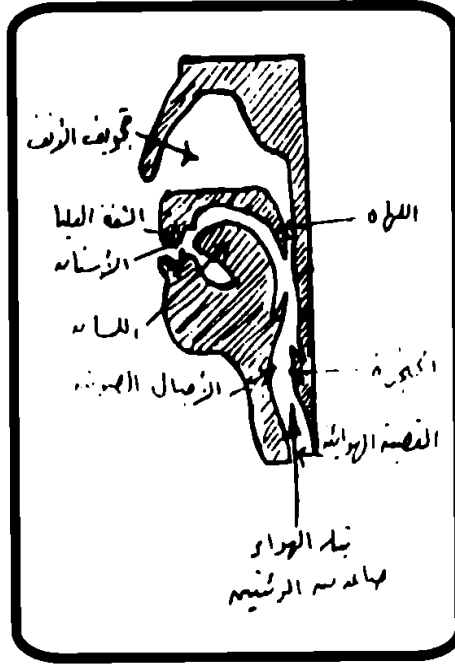 تجويف الأنف
الشفة العليا
اللهاة
الأسنان
اللسان
الأحبال الصوتية
الحنجرة
القصبة الهوائية
تيار الهواء
صاعد من الرئتين